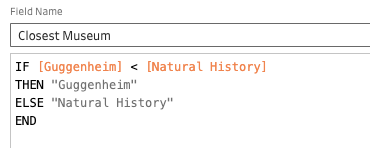 Field Name
Closest Museum
IF [Guggenheim] < [Natural History]
THEN "Guggenheim"
ELSE "Natural History"
END